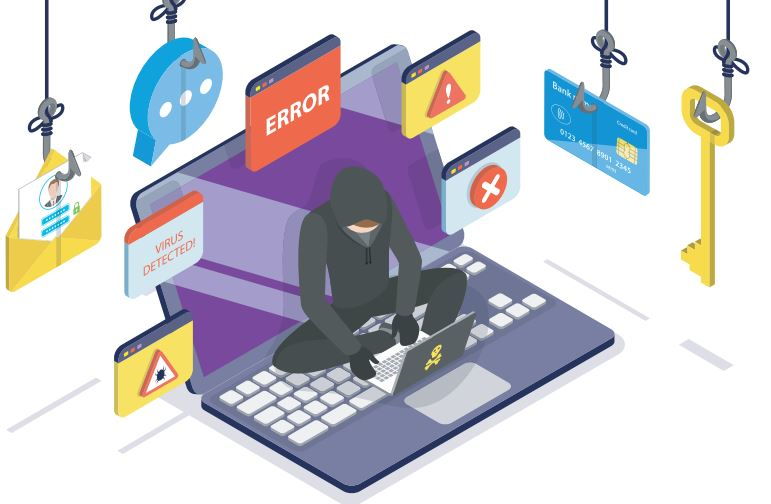 ERROR
Bank
Credit card
0123 4567 8901 2345
VIRUS
DETECTED!